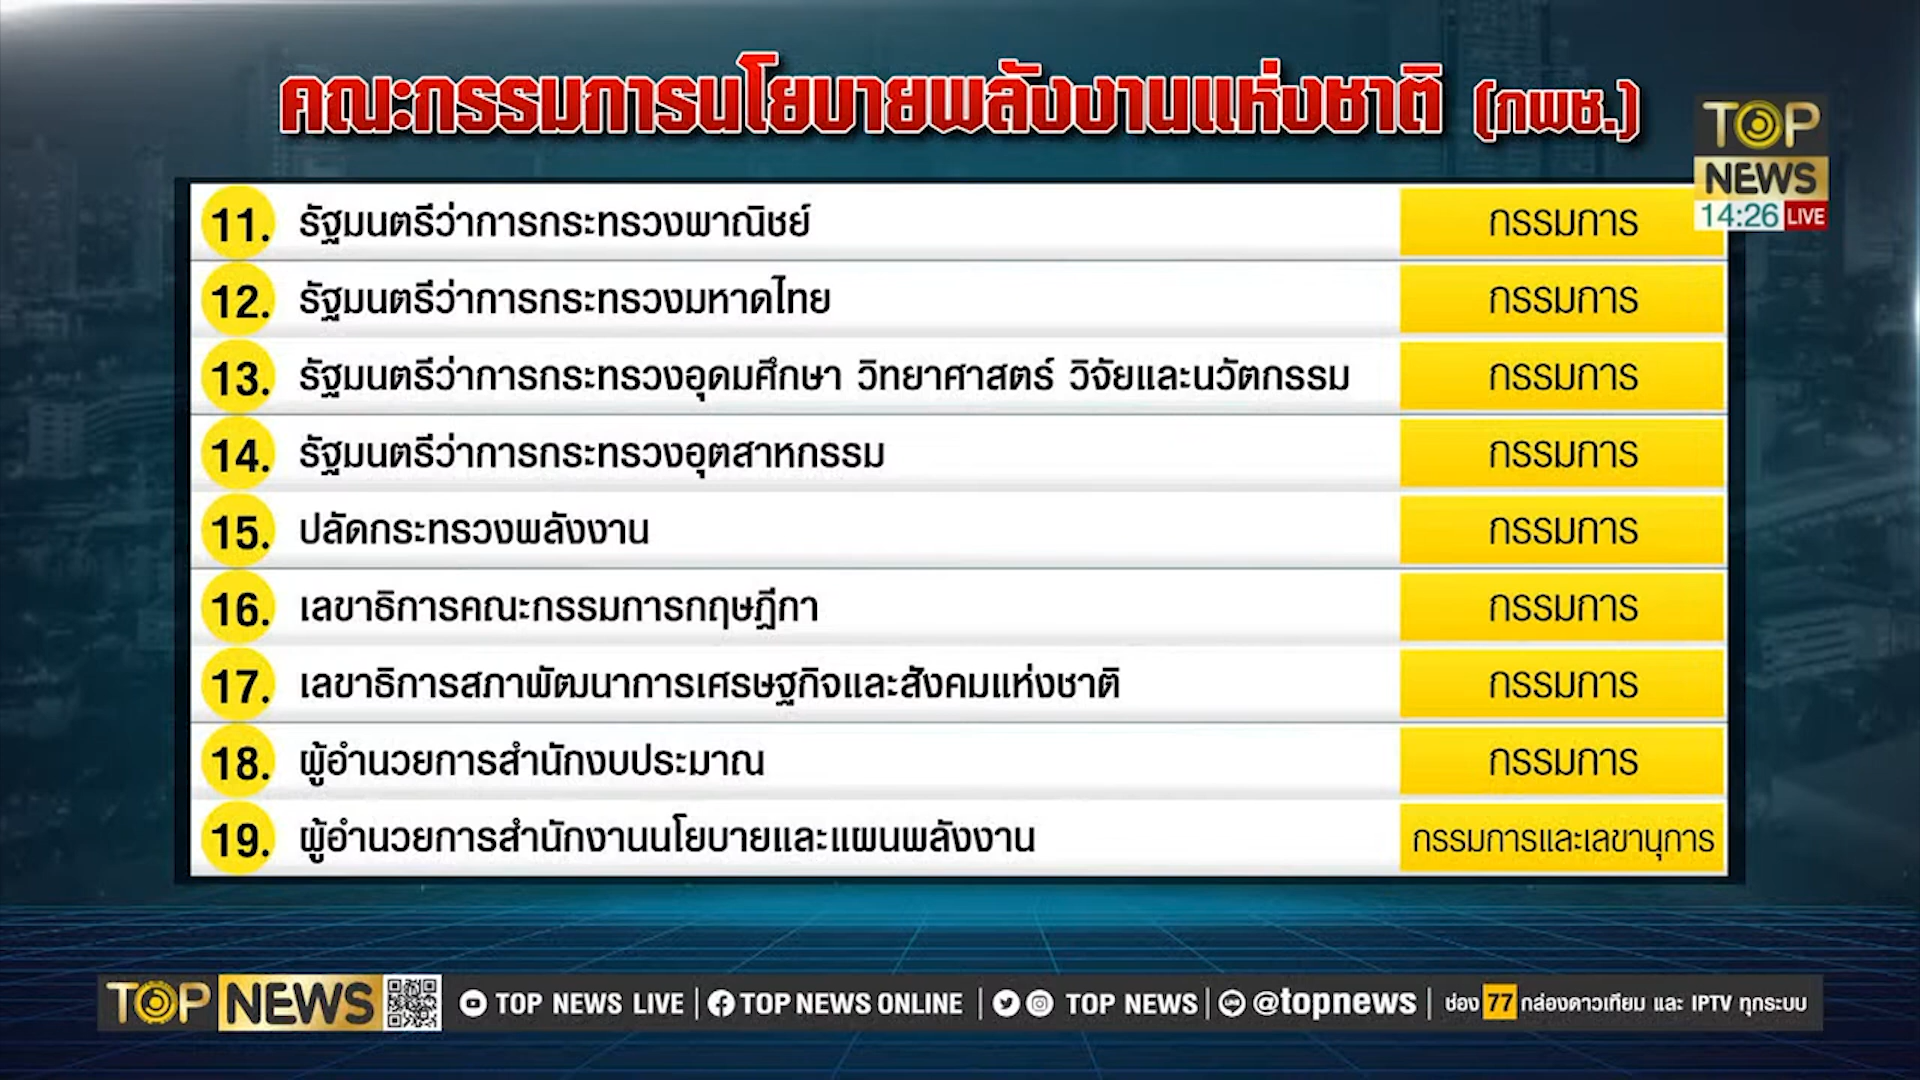 คณะกรรมการนโยบายพลังงานแห่งชาติ (กพช.)
TOP
NEWS
14:26 LIVE
11. รัฐมนตรีว่าการกระทรวงพาณิชย์ กรรมการ
12. รัฐมนตรีว่าการกระทรวงมหาดไทย กรรมการ
13. รัฐมนตรีว่าการกระทรวงอุดมศึกษา วิทยาศาสตร์ วิจัยและนวัตกรรม กรรมการ
14. รัฐมนตรีว่าการกระทรวงอุตสาหกรรม กรรมการ
15. ปลัดกระทรวงพลังงาน กรรมการ
16. เลขาธิการคณะกรรมการกฤษฎีกา กรรมการ
17. เลขาธิการสภาพัฒนาการเศรษฐกิจและสังคมแห่งชาติ กรรมการ
18. ผู้อำนวยการสำนักงบประมาณ กรรมการ
19. ผู้อำนวยการสำนักงานนโยบายและแผนพลังงาน กรรมการและเลขานุการ
TOP NEWS TOP NEWS LIVE | TOP NEWS ONLINE | TOP NEWS | @topnews | ช่อง 77 กล่องดาวเทียม และ IPTV ทุกระบบ